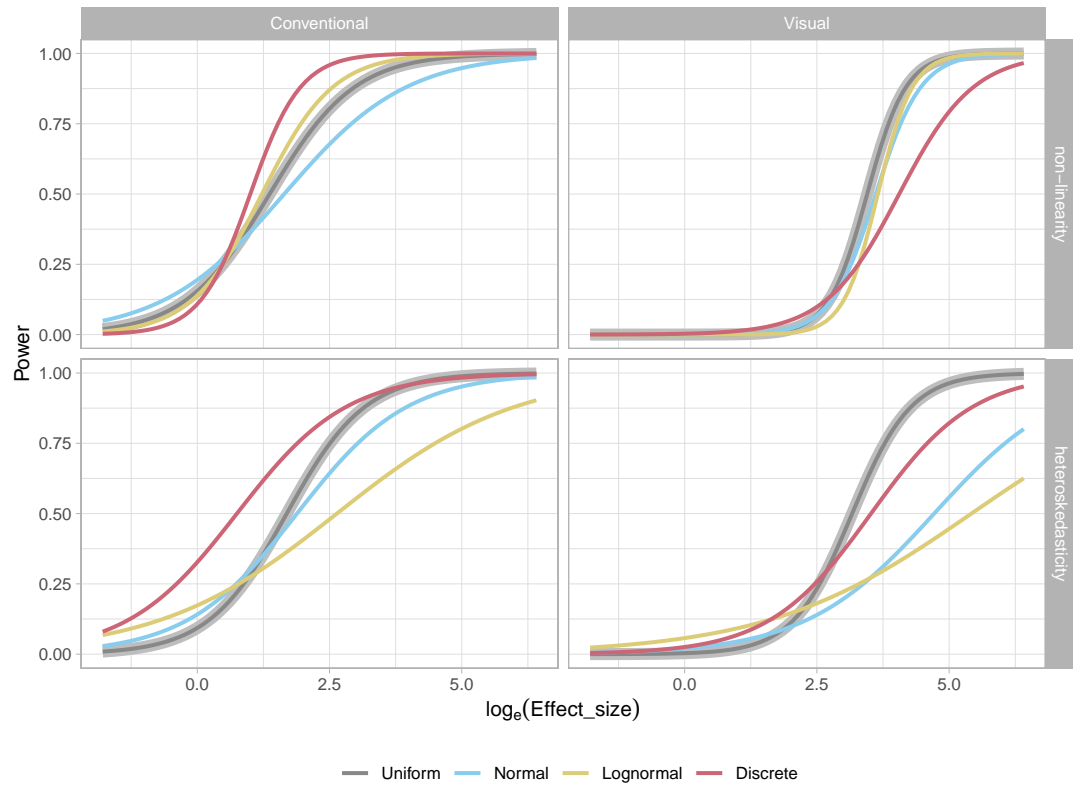 Conventional Visual
1.00
0.75
0.50
0.25
0.00
non−linearity
Power
1.00
0.75
0.50
0.25
0.00
heteroskedasticity
0.0 2.5 5.0 0.0 2.5 5.0
loge(Effect_size)
Uniform Normal Lognormal Discrete